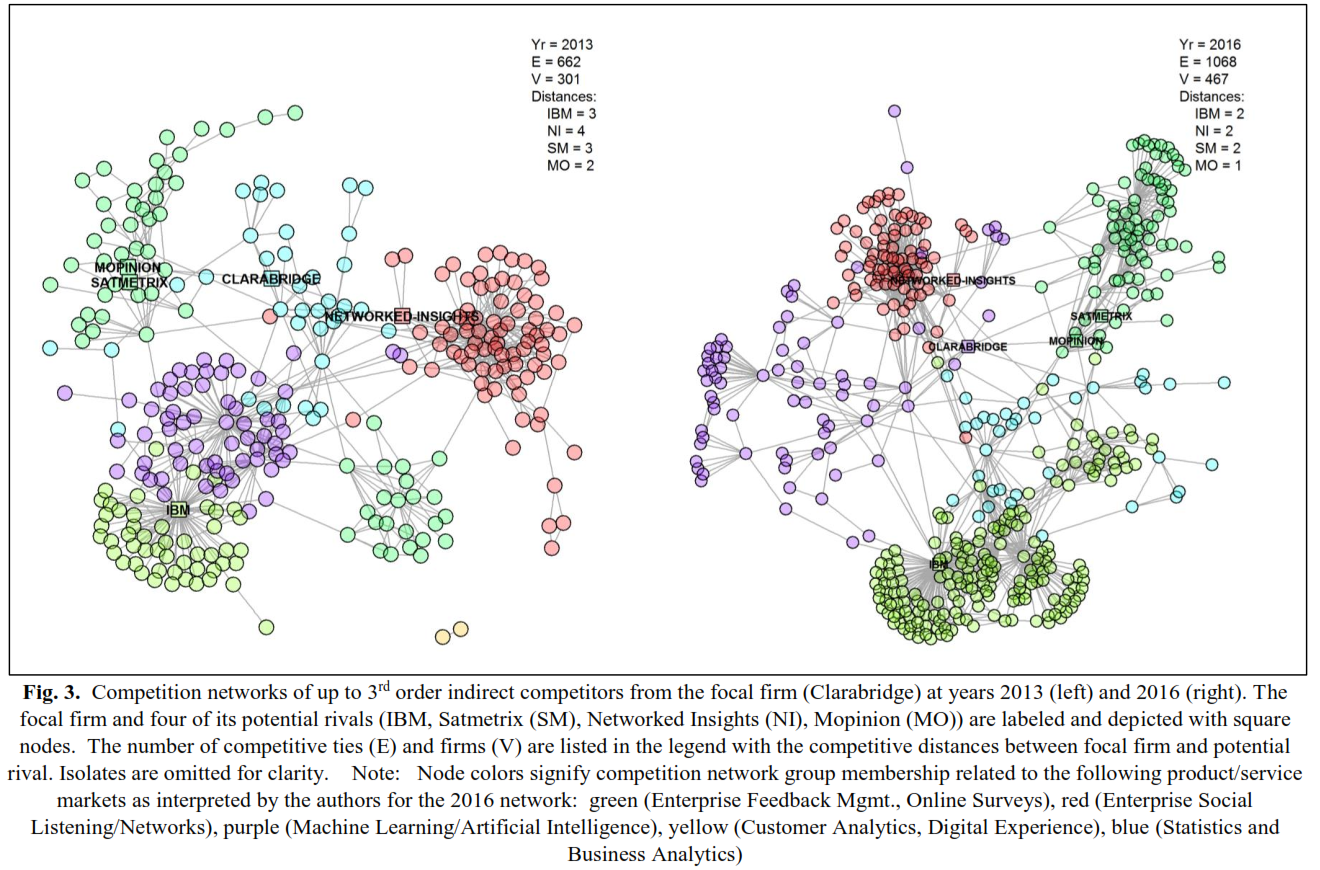 Yr = 2013
E = 662
V = 301
Distances:
IBM = 3
NI = 4
SM = 3
MO = 2
MOPINION
SATMETRIX
CLARABRIDGE
NETWORKED-INSIGHTS
IBM
Yr = 2016
E = 1068
V = 467
Distances:
IBM = 2
NI = 2
SM = 2
MO = 1
NETWORKED-INSIGHTS
SATMETRIX
MOPINION
CLARABRIDGE
IBM
Fig. 3. Competition networks of up to 3rd order indirect competitors from the focal firm (Clarabridge) at years 2013 (left) and 2016 (right). The
focal firm and four of its potential rivals (IBM, Satmetrix (SM), Networked Insights (NI), Mopinion (MO)) are labeled and depicted with square
nodes. The number of competitive ties (E) and firms (V) are listed in the legend with the competitive distances between focal firm and potential
rival. Isolates are omitted for clarity. Note: Node colors signify competition network group membership related to the following product/service
markets as interpreted by the authors for the 2016 network: green (Enterprise Feedback Mgmt., Online Surveys), red (Enterprise Social
Listening/Networks), purple (Machine Learning/Artificial Intelligence), yellow (Customer Analytics, Digital Experience), blue (Statistics and
Business Analytics)